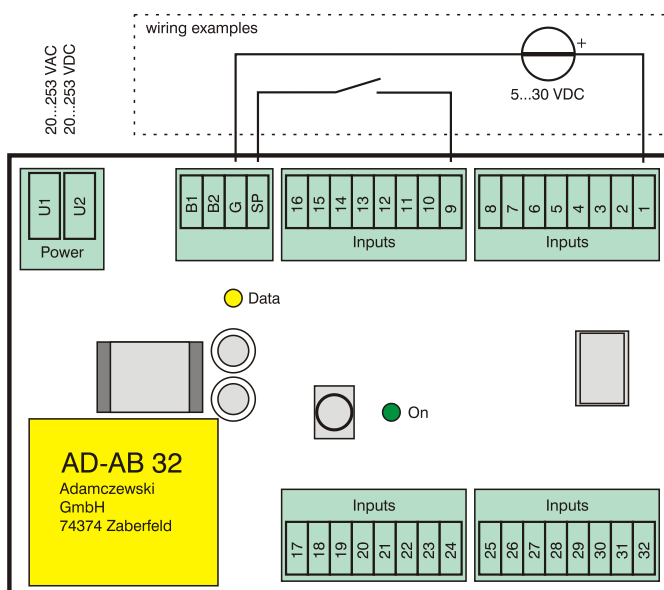 wiring examples
+
5...30 VDC
20...253 VAC
20...253 VDC
U1 U2
Power
B1 B2 G SP
16 15 14 13 12 11 10 9
Inputs
8 7 6 5 4 3 2 1
Inputs
Data
On
AD-AB 32
Adamczewski
GmbH
74374 Zaberfeld
Inputs
17 18 19 20 21 22 23 24
Inputs
25 26 27 28 29 30 31 32